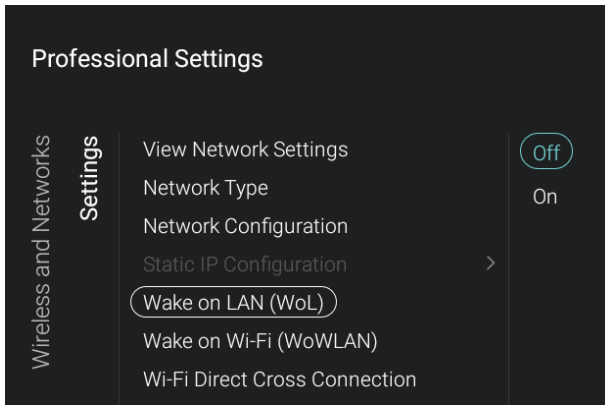 Professional Settings
Wireless and Networks
Settings
View Network Settings
Network Type
Network Configuration
Static IP Configuration
Wake on LAN (WoL)
Wake on Wi-Fi (WoWLAN)
Wi-Fi Direct Cross Connection
Off
On